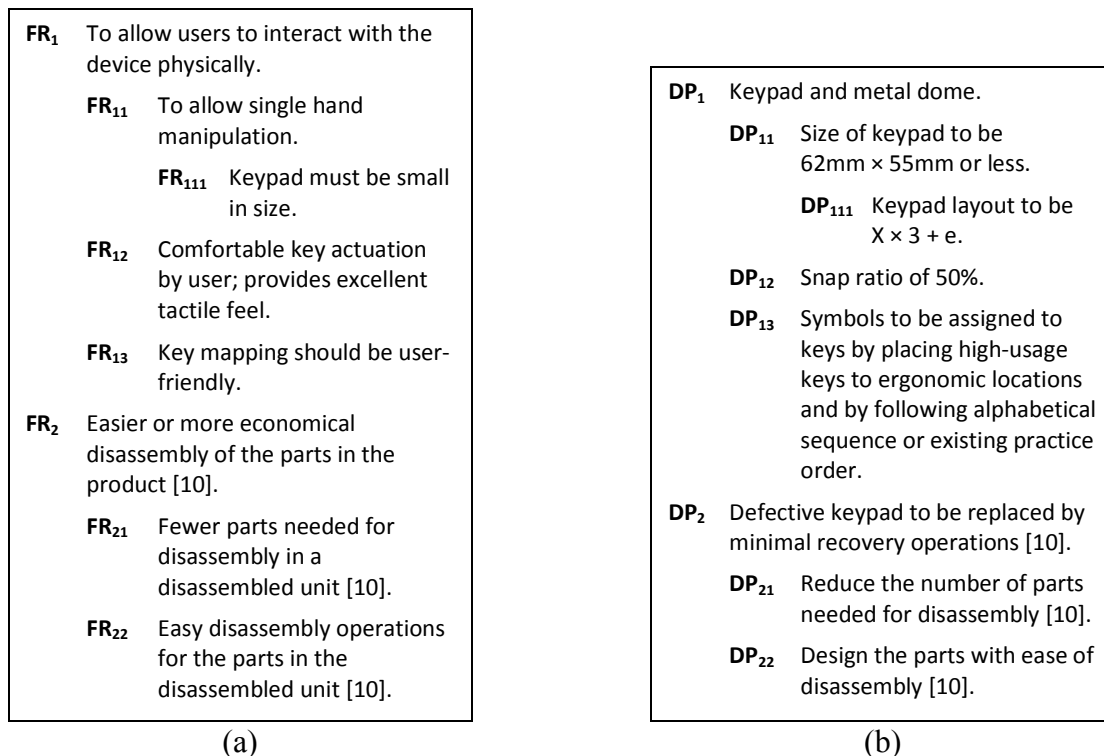 FR₁ To allow users to interact with the
device physically.
FR₁₁ To allow single hand
manipulation.
FR₁₁₁ Keypad must be small
in size.
FR₁₂ Comfortable key actuation
by user; provides excellent
tactile feel.
FR₁₃ Key mapping should be user-
friendly.
FR₂ Easier or more economical
disassembly of the parts in the
product [10].
FR₂₁ Fewer parts needed for
disassembly in a
disassembled unit [10].
FR₂₂ Easy disassembly operations
for the parts in the
disassembled unit [10].
(a)
DP₁ Keypad and metal dome.
DP₁₁ Size of keypad to be
62mm × 55mm or less.
DP₁₁₁ Keypad layout to be
X × 3 + e.
DP₁₂ Snap ratio of 50%.
DP₁₃ Symbols to be assigned to
keys by placing high-usage
keys to ergonomic locations
and by following alphabetical
sequence or existing practice
order.
DP₂ Defective keypad to be replaced by
minimal recovery operations [10].
DP₂₁ Reduce the number of parts
needed for disassembly [10].
DP₂₂ Design the parts with ease of
disassembly [10].
(b)